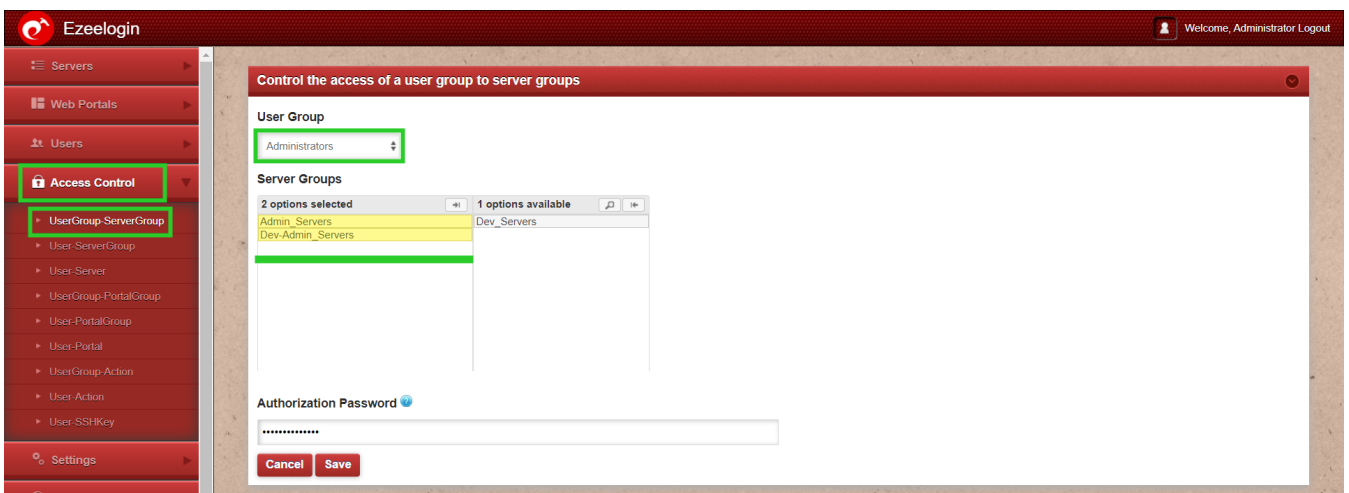 Ezeelogin
Welcome, Administrator Logout
Servers
Web Portals
Users
Access Control
UserGroup-ServerGroup
User-ServerGroup
User-Server
UserGroup-PortalGroup
User-PortalGroup
User-Portal
UserGroup-Action
User-Action
User-SSHKey
Settings
Control the access of a user group to server groups
User Group
Administrators
Server Groups
2 options selected
Admin_Servers
Dev-Admin_Servers
1 options available
Dev_Servers
Authorization Password
••••••••••••••
Cancel Save